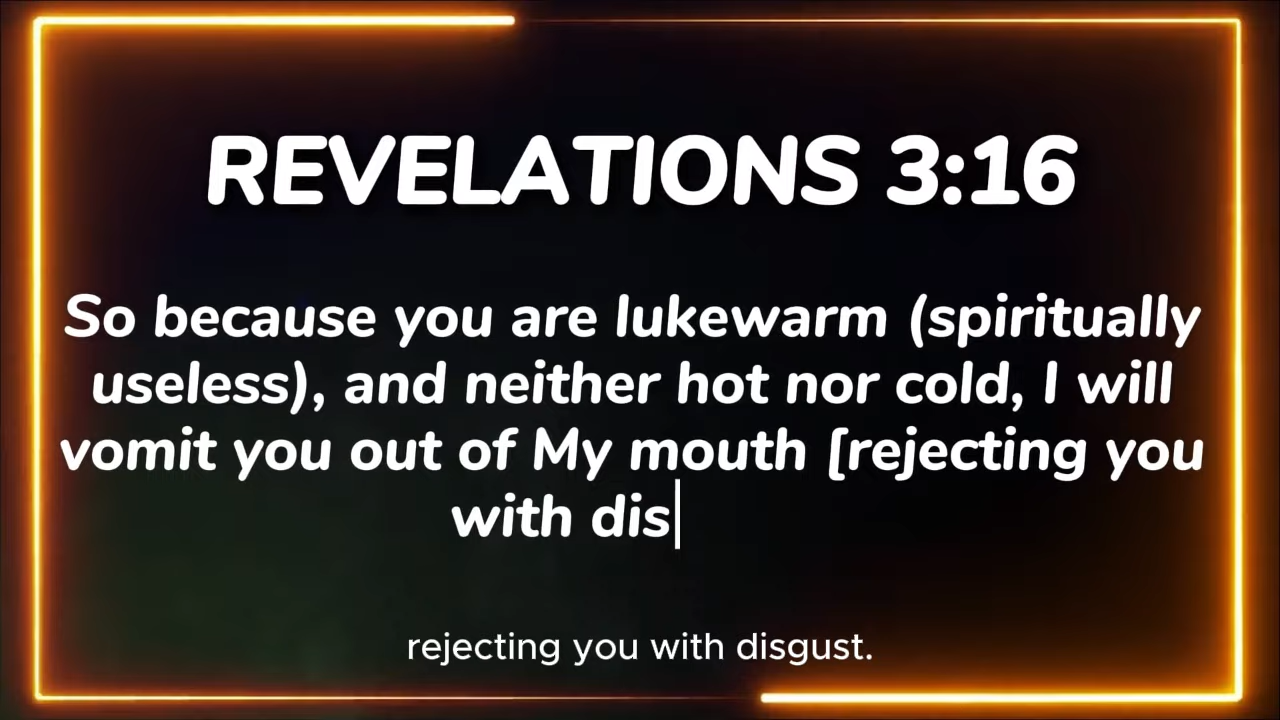 REVELATIONS 3:16
So because you are lukewarm (spiritually
useless), and neither hot nor cold, I will
vomit you out of My mouth [rejecting you
with dis
rejecting you with disgust.